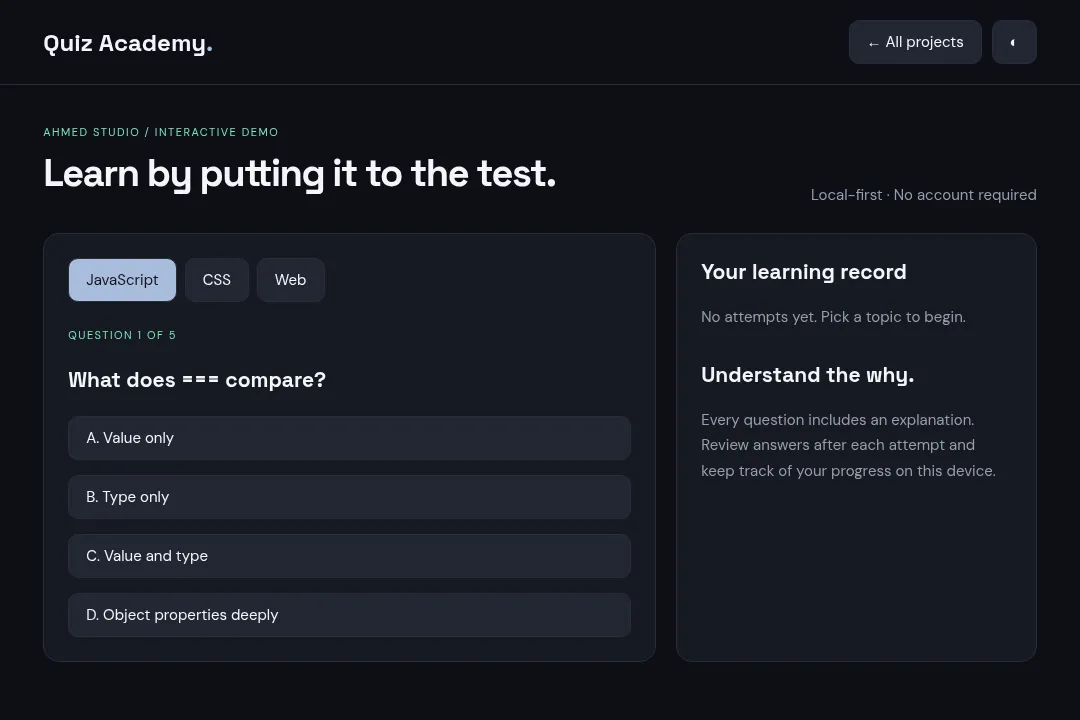 Quiz Academy.
← All projects
AHMED STUDIO / INTERACTIVE DEMO
Learn by putting it to the test.
Local-first · No account required
JavaScript
CSS
Web
QUESTION 1 OF 5
What does === compare?
A. Value only
B. Type only
C. Value and type
D. Object properties deeply
Your learning record
No attempts yet. Pick a topic to begin.
Understand the why.
Every question includes an explanation.
Review answers after each attempt and
keep track of your progress on this device.